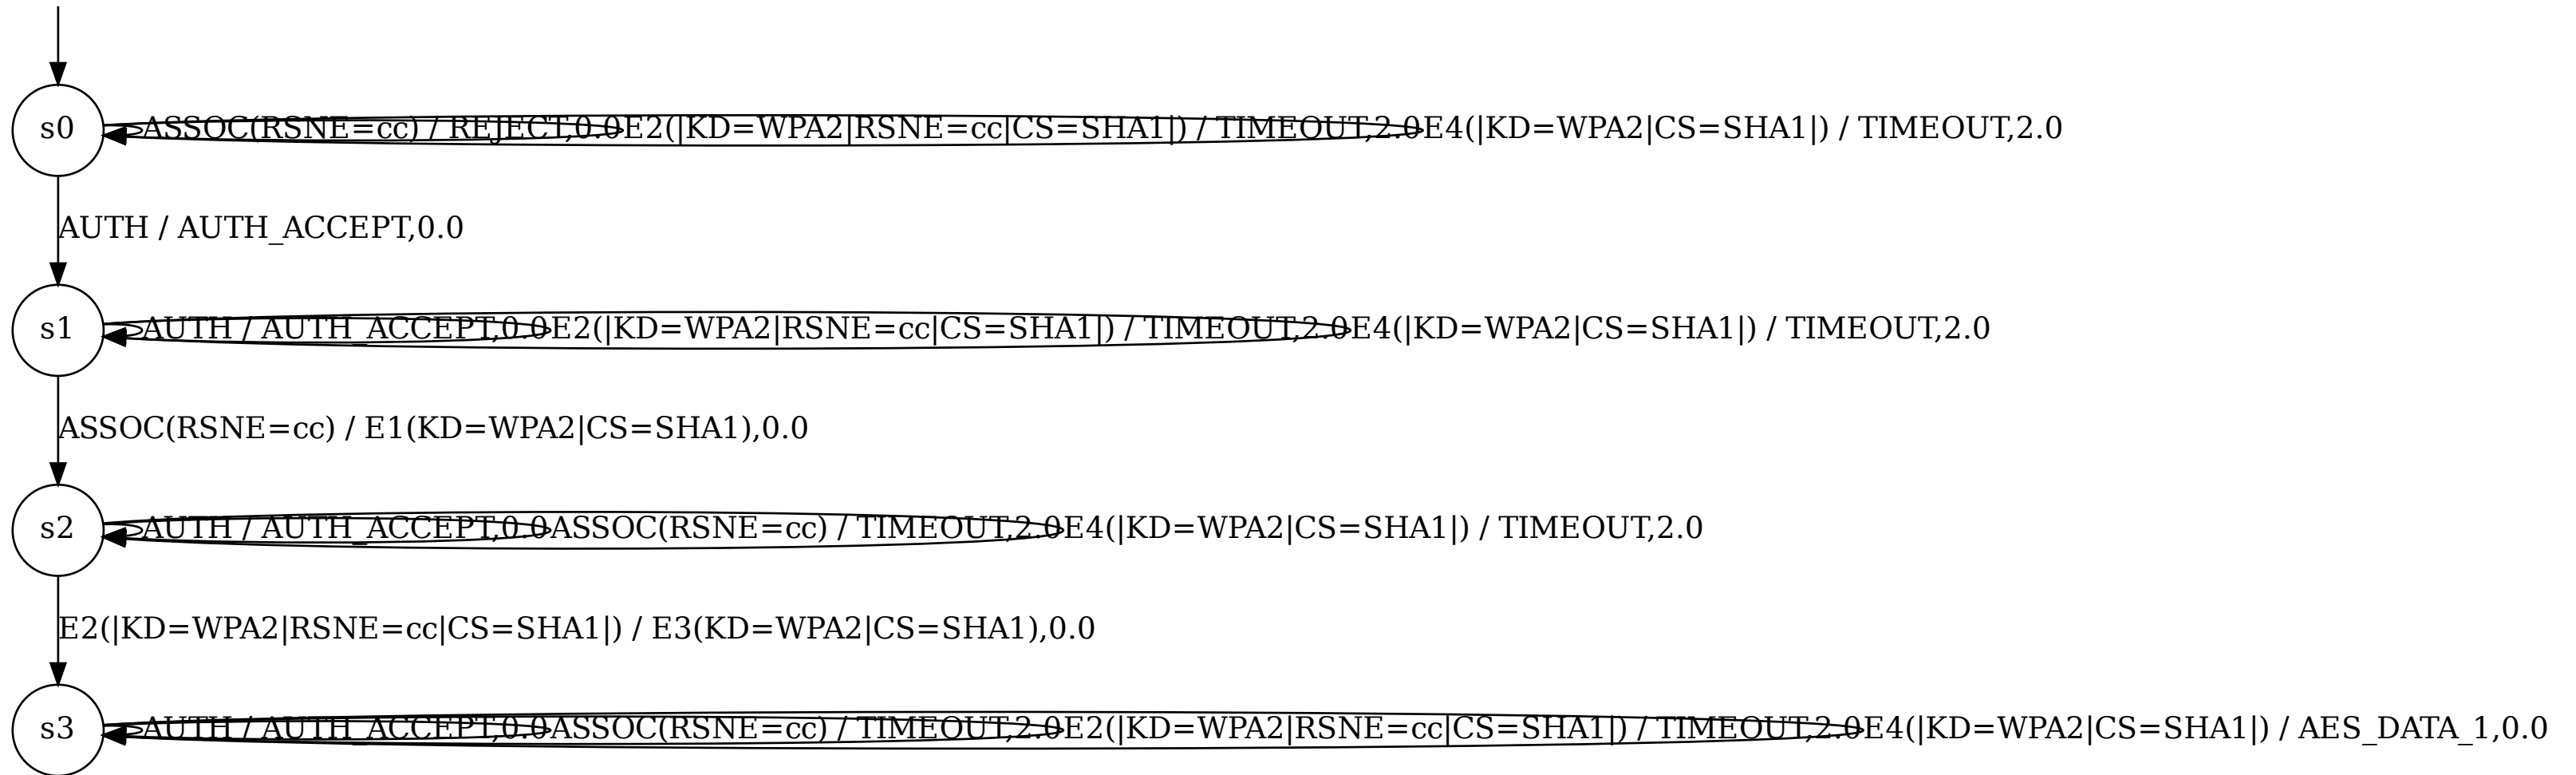 s0
ASSOC(RSNE=cc) / REJECT,0.0
E2(|KD=WPA2|RSNE=cc|CS=SHA1|) / TIMEOUT,2.0
E4(|KD=WPA2|CS=SHA1|) / TIMEOUT,2.0
AUTH / AUTH_ACCEPT,0.0
s1
AUTH / AUTH_ACCEPT,0.0
E2(|KD=WPA2|RSNE=cc|CS=SHA1|) / TIMEOUT,2.0
E4(|KD=WPA2|CS=SHA1|) / TIMEOUT,2.0
ASSOC(RSNE=cc) / E1(KD=WPA2|CS=SHA1),0.0
s2
AUTH / AUTH_ACCEPT,0.0
ASSOC(RSNE=cc) / TIMEOUT,2.0
E4(|KD=WPA2|CS=SHA1|) / TIMEOUT,2.0
E2(|KD=WPA2|RSNE=cc|CS=SHA1|) / E3(KD=WPA2|CS=SHA1),0.0
s3
AUTH / AUTH_ACCEPT,0.0
ASSOC(RSNE=cc) / TIMEOUT,2.0
E2(|KD=WPA2|RSNE=cc|CS=SHA1|) / TIMEOUT,2.0
E4(|KD=WPA2|CS=SHA1|) / AES_DATA_1,0.0